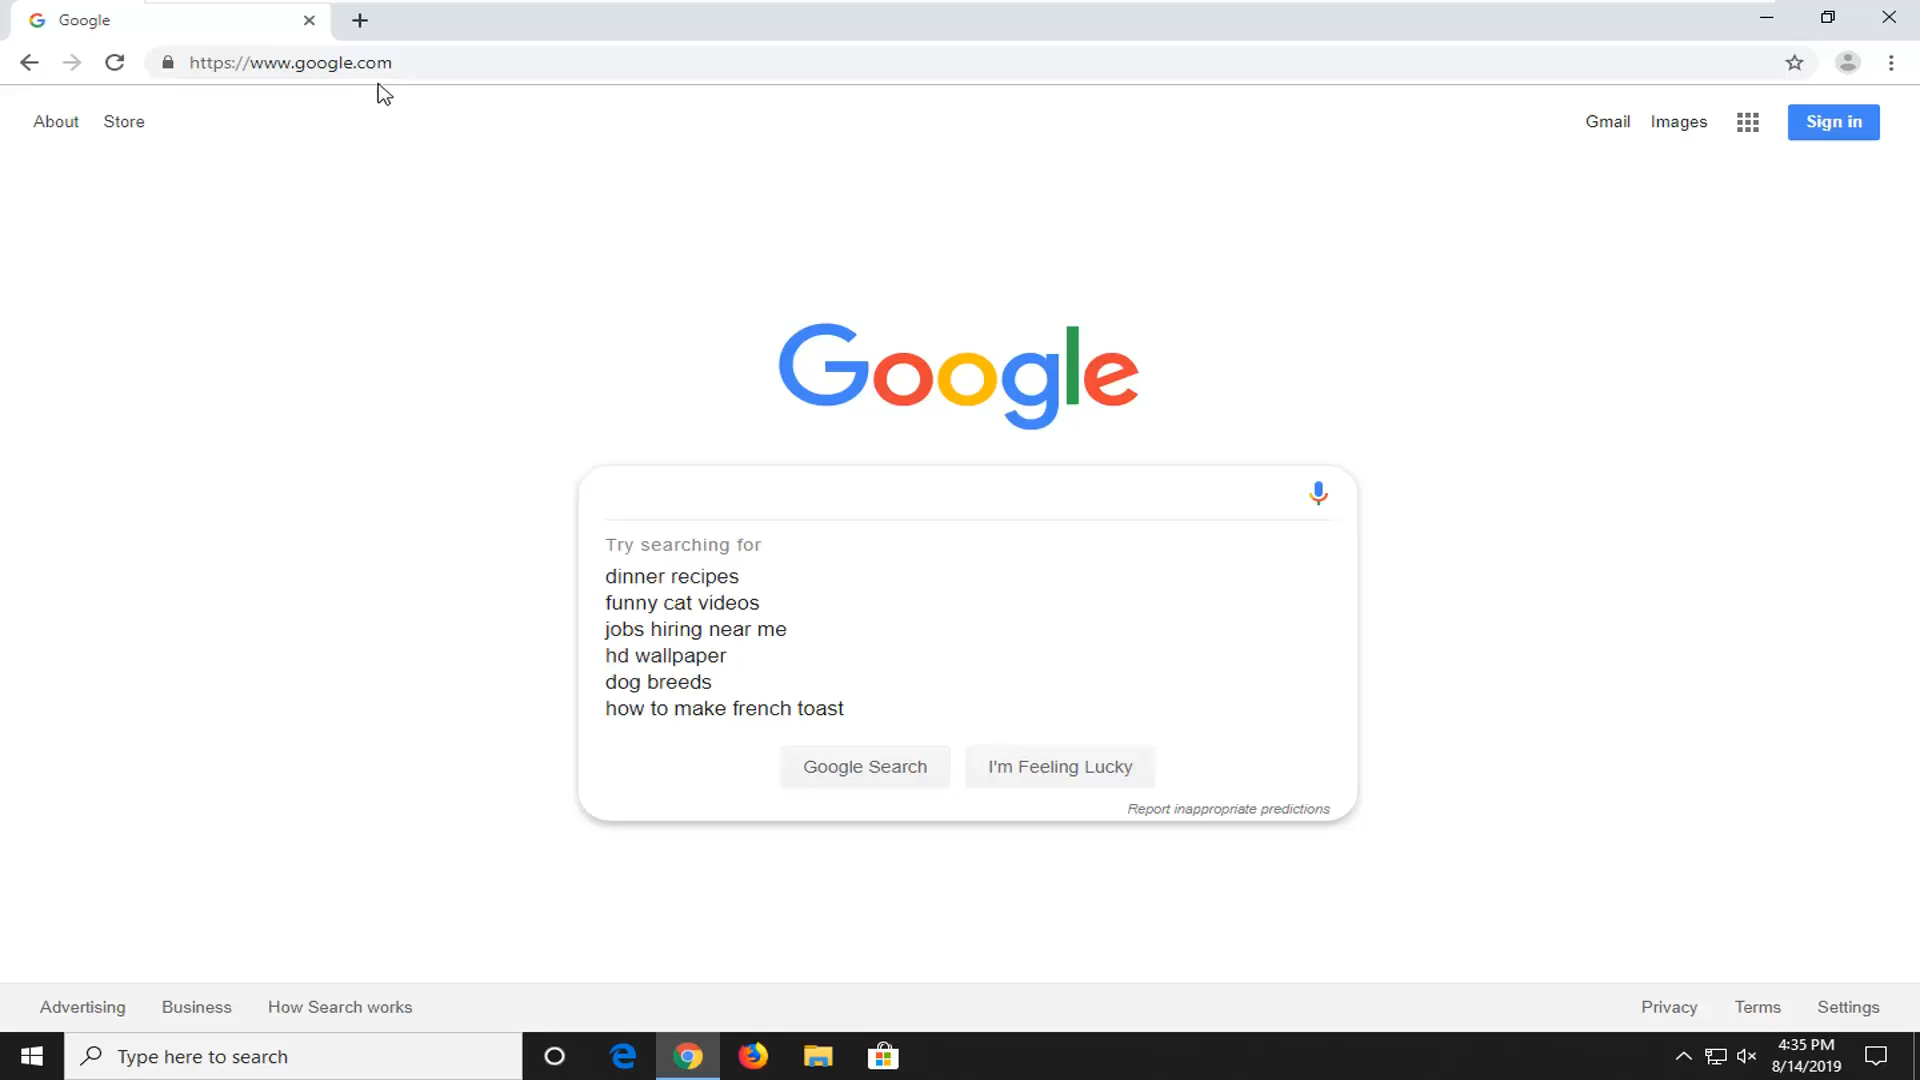 Google
https://www.google.com
About Store
Gmail Images Sign in
Google
Try searching for
dinner recipes
funny cat videos
jobs hiring near me
hd wallpaper
dog breeds
how to make french toast
Google Search I'm Feeling Lucky
Report inappropriate predictions
Advertising Business How Search works
Privacy Terms Settings
Type here to search
4:35 PM
8/14/2019